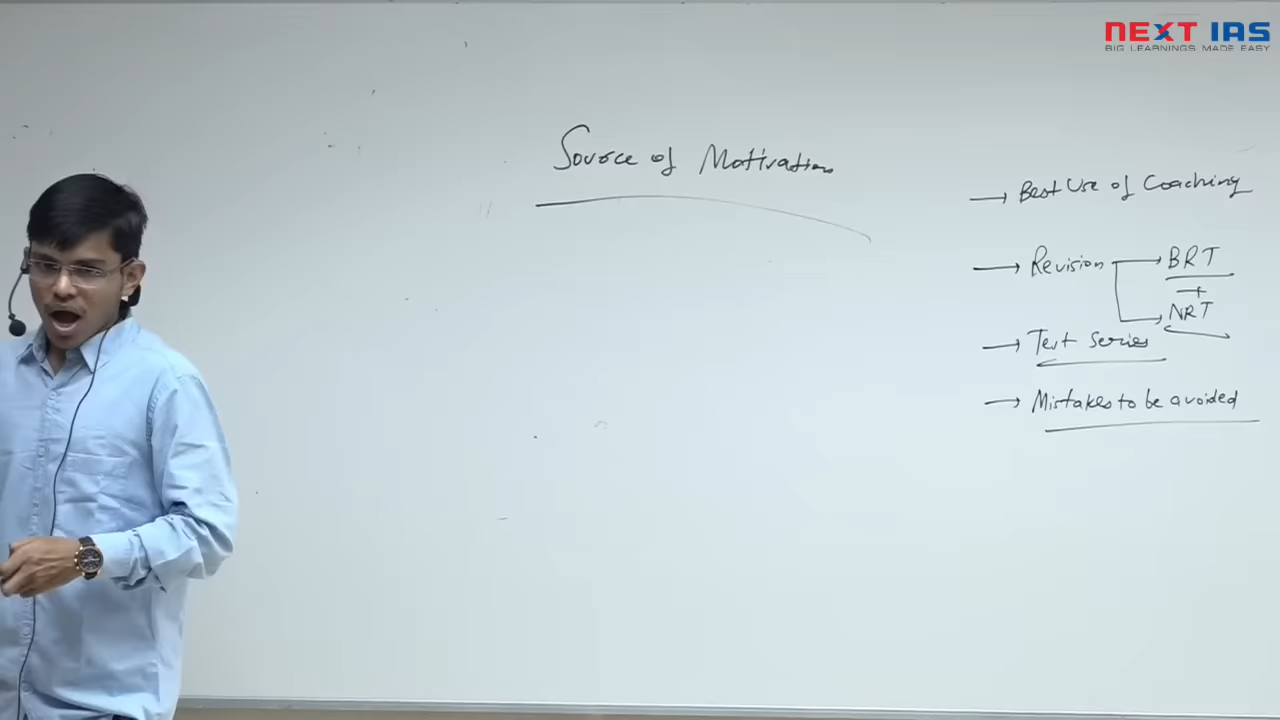 NEXT IAS
BIG LEARNINGS MADE EASY
Source of Motivation
→ Best Use of Coaching
→ Revision → BRT
+
→ NRT
→ Test Series
→ Mistakes to be avoided